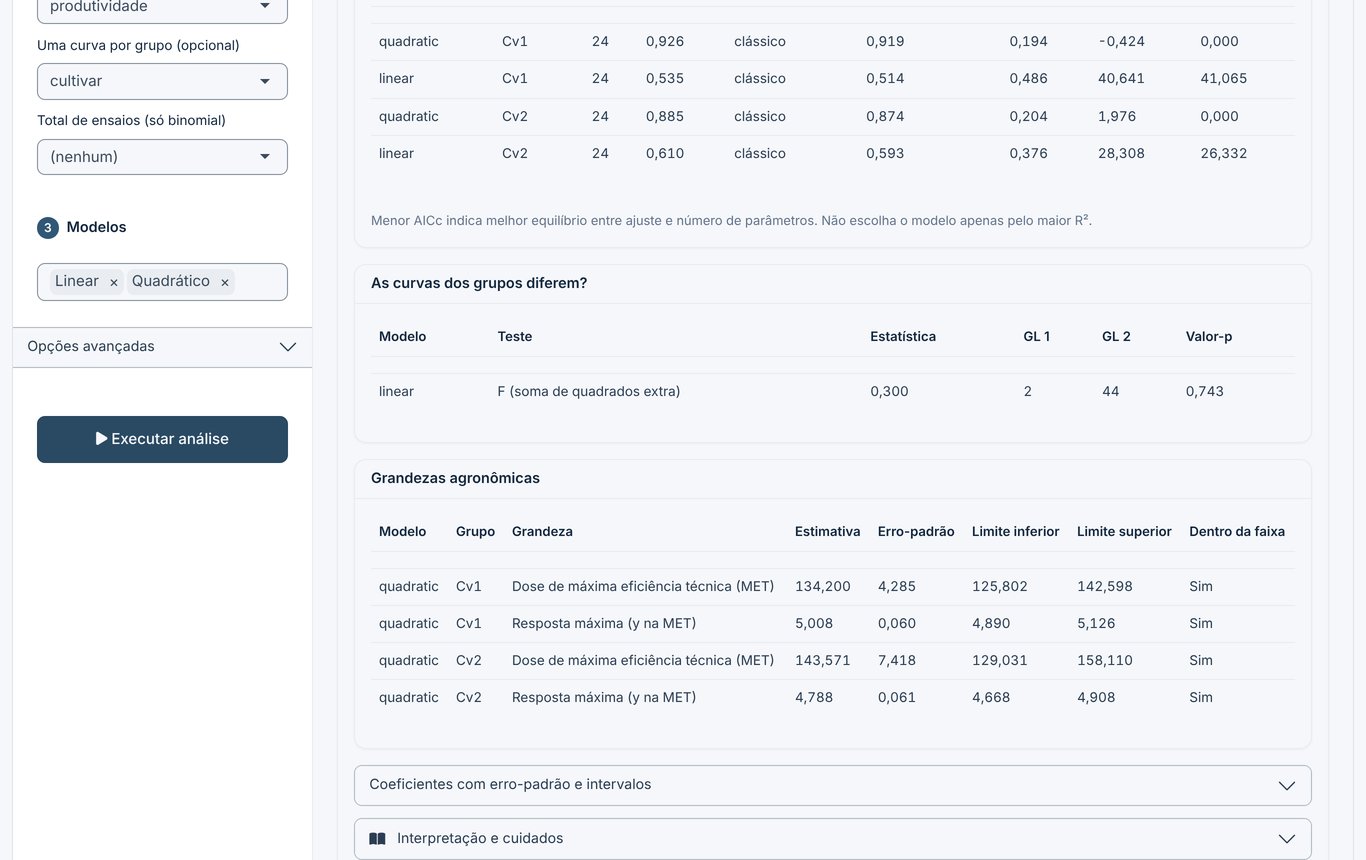 produtividade
Uma curva por grupo (opcional)
cultivar
Total de ensaios (só binomial)
(nenhum)
3 Modelos
Linear × Quadrático ×
Opções avançadas
Executar análise
quadratic Cv1 24 0,926 clássico 0,919 0,194 -0,424 0,000
linear Cv1 24 0,535 clássico 0,514 0,486 40,641 41,065
quadratic Cv2 24 0,885 clássico 0,874 0,204 1,976 0,000
linear Cv2 24 0,610 clássico 0,593 0,376 28,308 26,332
Menor AICc indica melhor equilíbrio entre ajuste e número de parâmetros. Não escolha o modelo apenas pelo maior R².
As curvas dos grupos diferem?
Modelo Teste Estatística GL 1 GL 2 Valor-p
linear F (soma de quadrados extra) 0,300 2 44 0,743
Grandezas agronômicas
Modelo Grupo Grandeza Estimativa Erro-padrão Limite inferior Limite superior Dentro da faixa
quadratic Cv1 Dose de máxima eficiência técnica (MET) 134,200 4,285 125,802 142,598 Sim
quadratic Cv1 Resposta máxima (y na MET) 5,008 0,060 4,890 5,126 Sim
quadratic Cv2 Dose de máxima eficiência técnica (MET) 143,571 7,418 129,031 158,110 Sim
quadratic Cv2 Resposta máxima (y na MET) 4,788 0,061 4,668 4,908 Sim
Coeficientes com erro-padrão e intervalos
Interpretação e cuidados